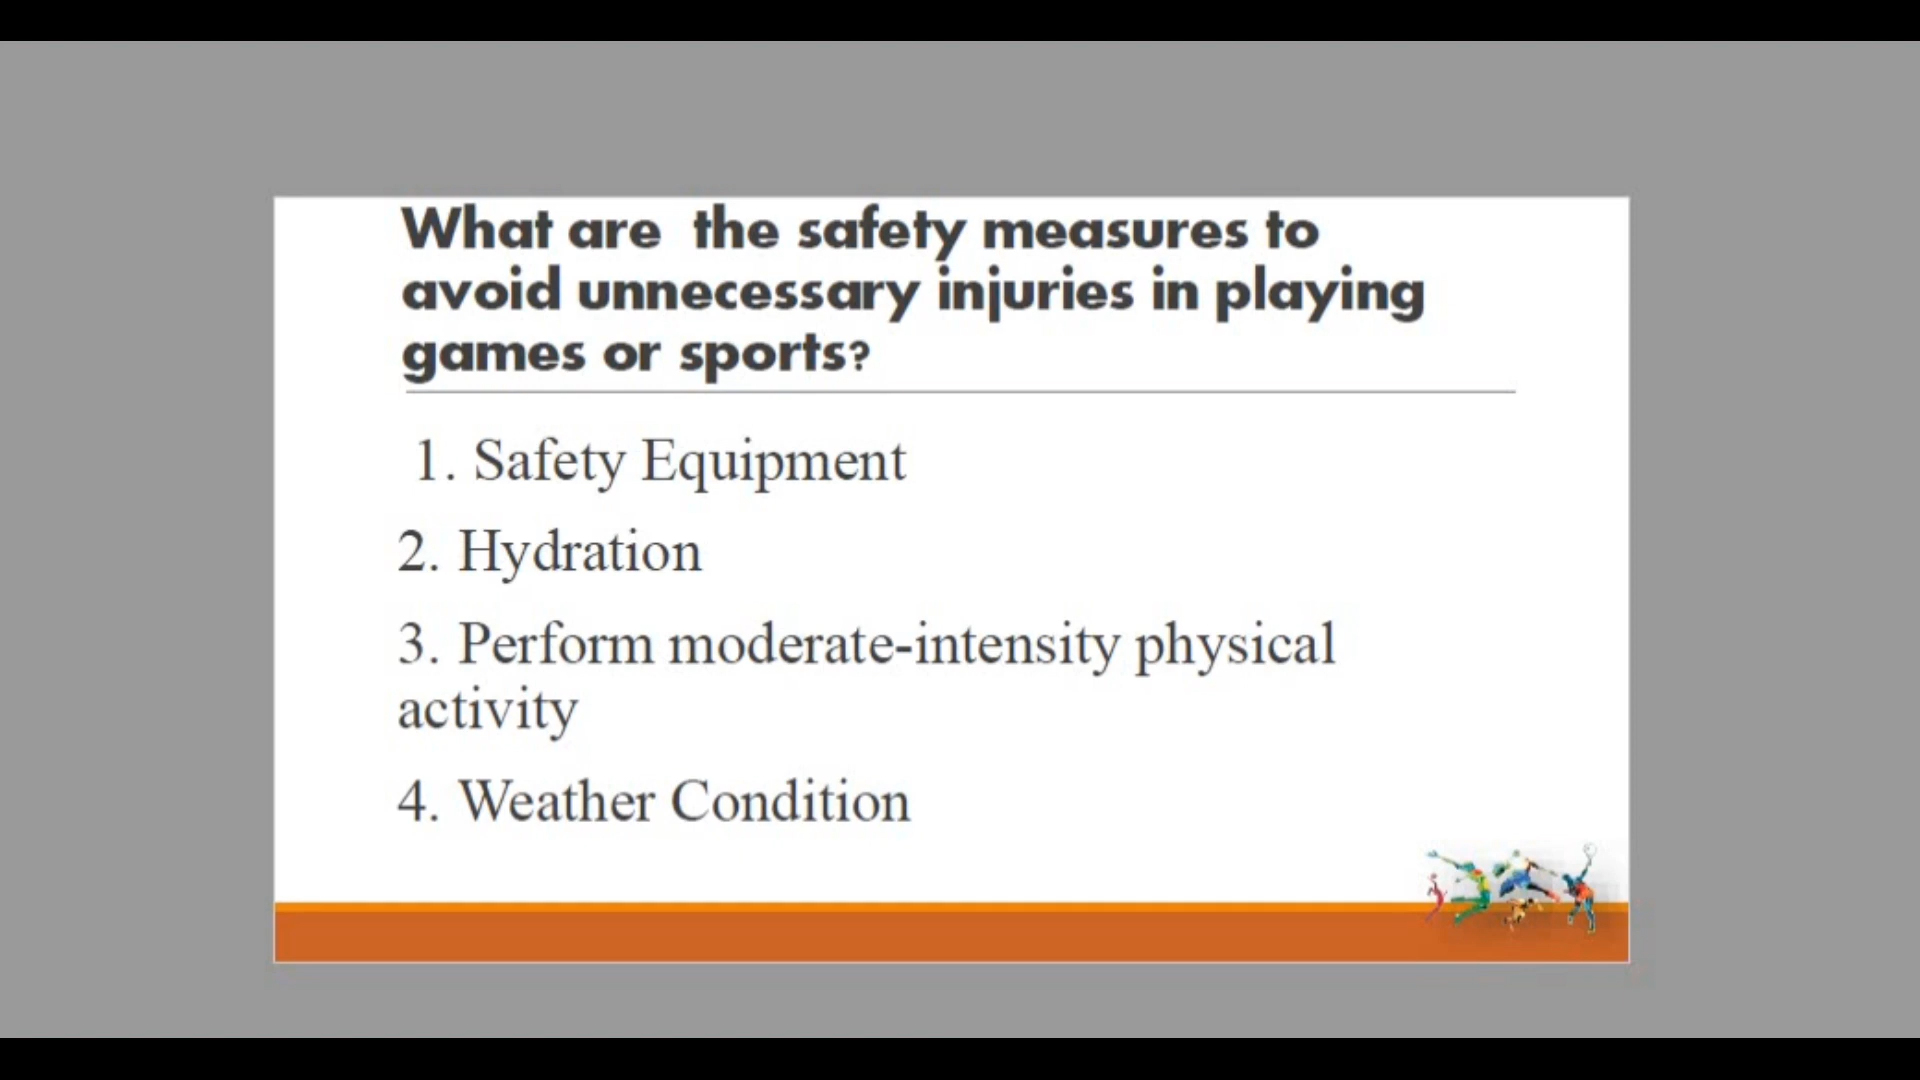 What are the safety measures to
avoid unnecessary injuries in playing
games or sports?
1. Safety Equipment
2. Hydration
3. Perform moderate-intensity physical
activity
4. Weather Condition